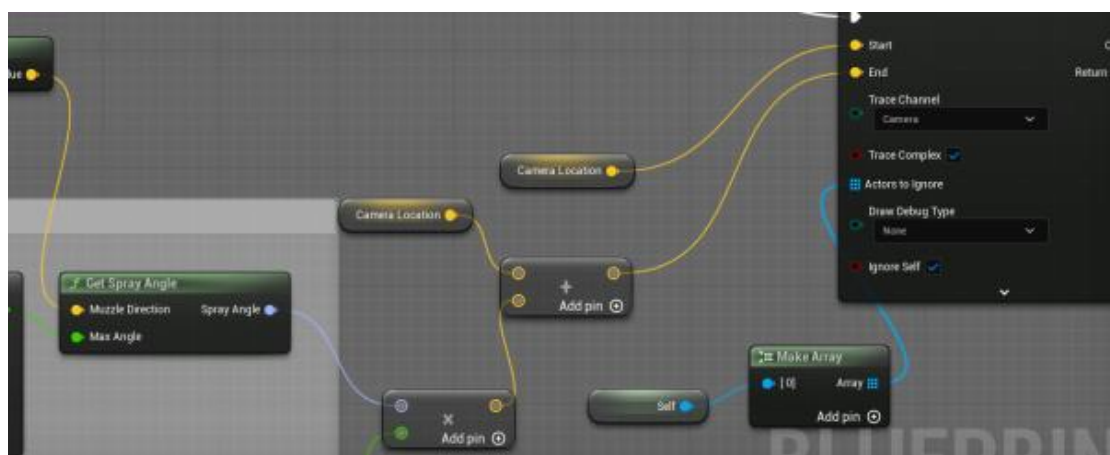 lue
Start
End
Return
Trace Channel
Camera
Trace Complex
Actors to Ignore
Draw Debug Type
None
Ignore Self
Camera Location
Camera Location
+
Add pin
f Get Spray Angle
Muzzle Direction Spray Angle
Max Angle
×
Add pin
Self
Make Array
[0] Array
Add pin
BLUEPRIN